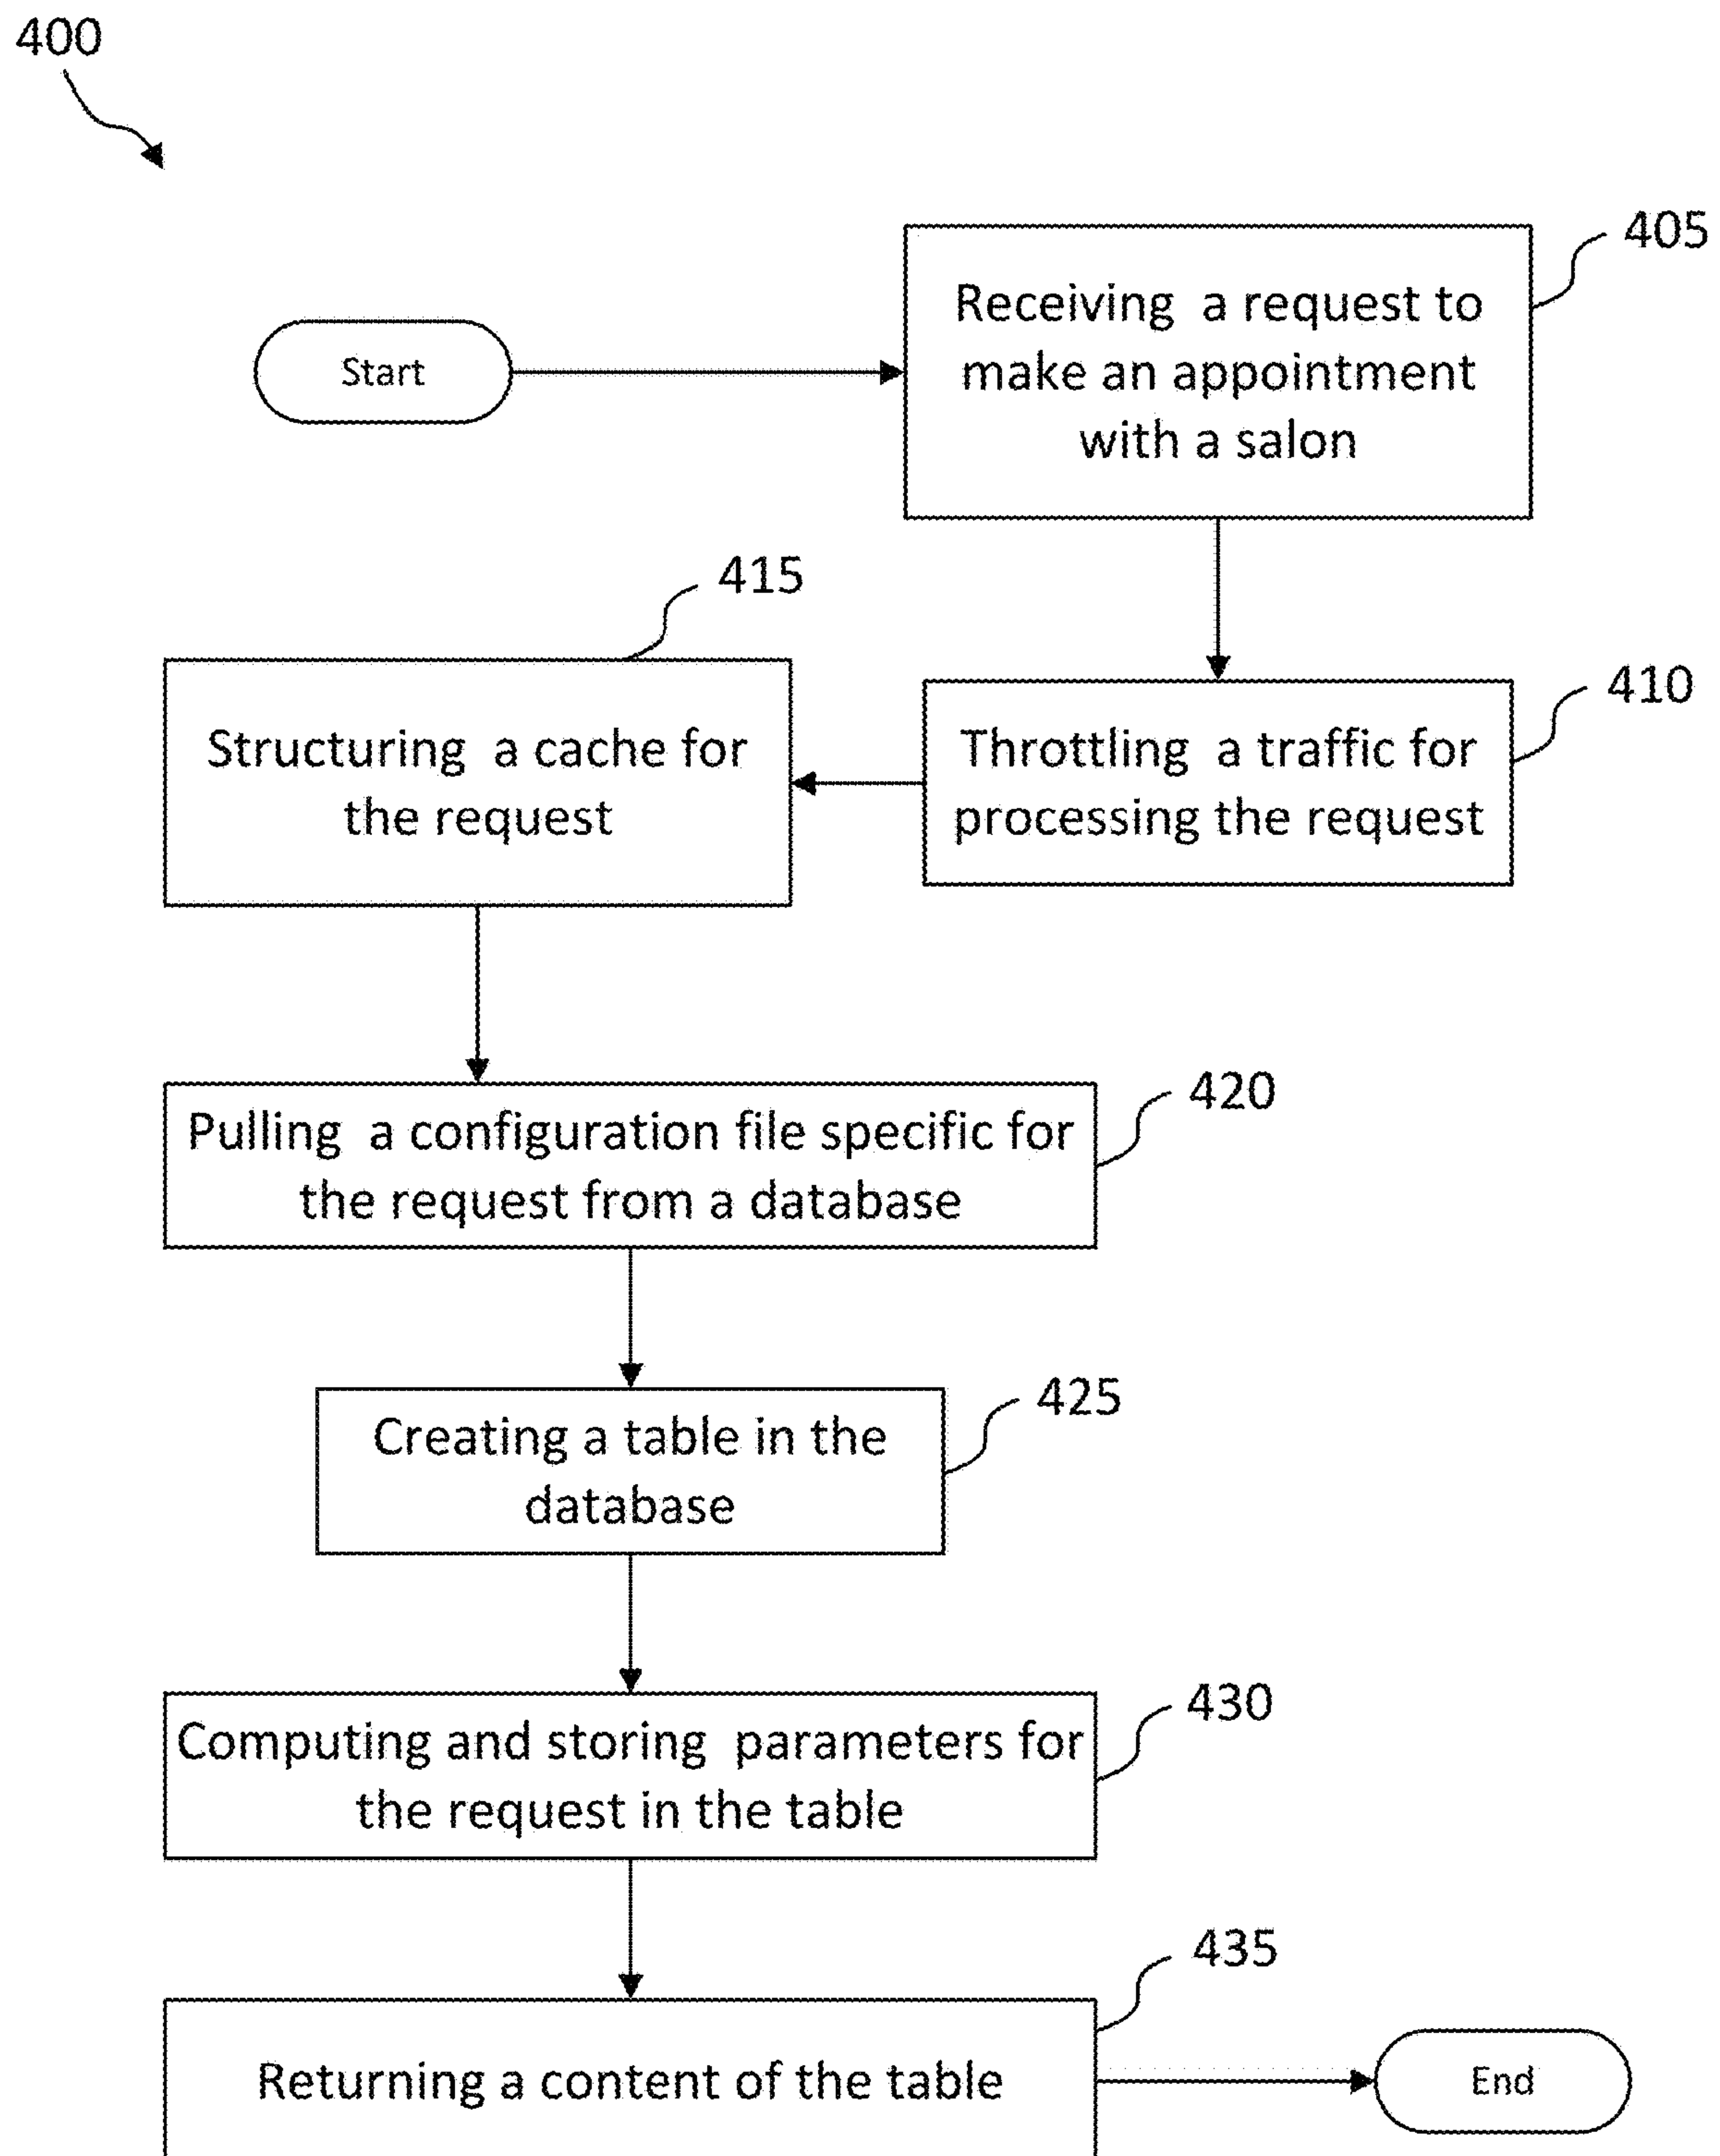 400
405
Receiving a request to
make an appointment
with a salon
Start
415
410
Structuring a cache for
the request
Throttling a traffic for
processing the request
420
Pulling a configuration file specific for
the request from a database
425
Creating a table in the
database
430
Computing and storing parameters for
the request in the table
435
Returning a content of the table
End